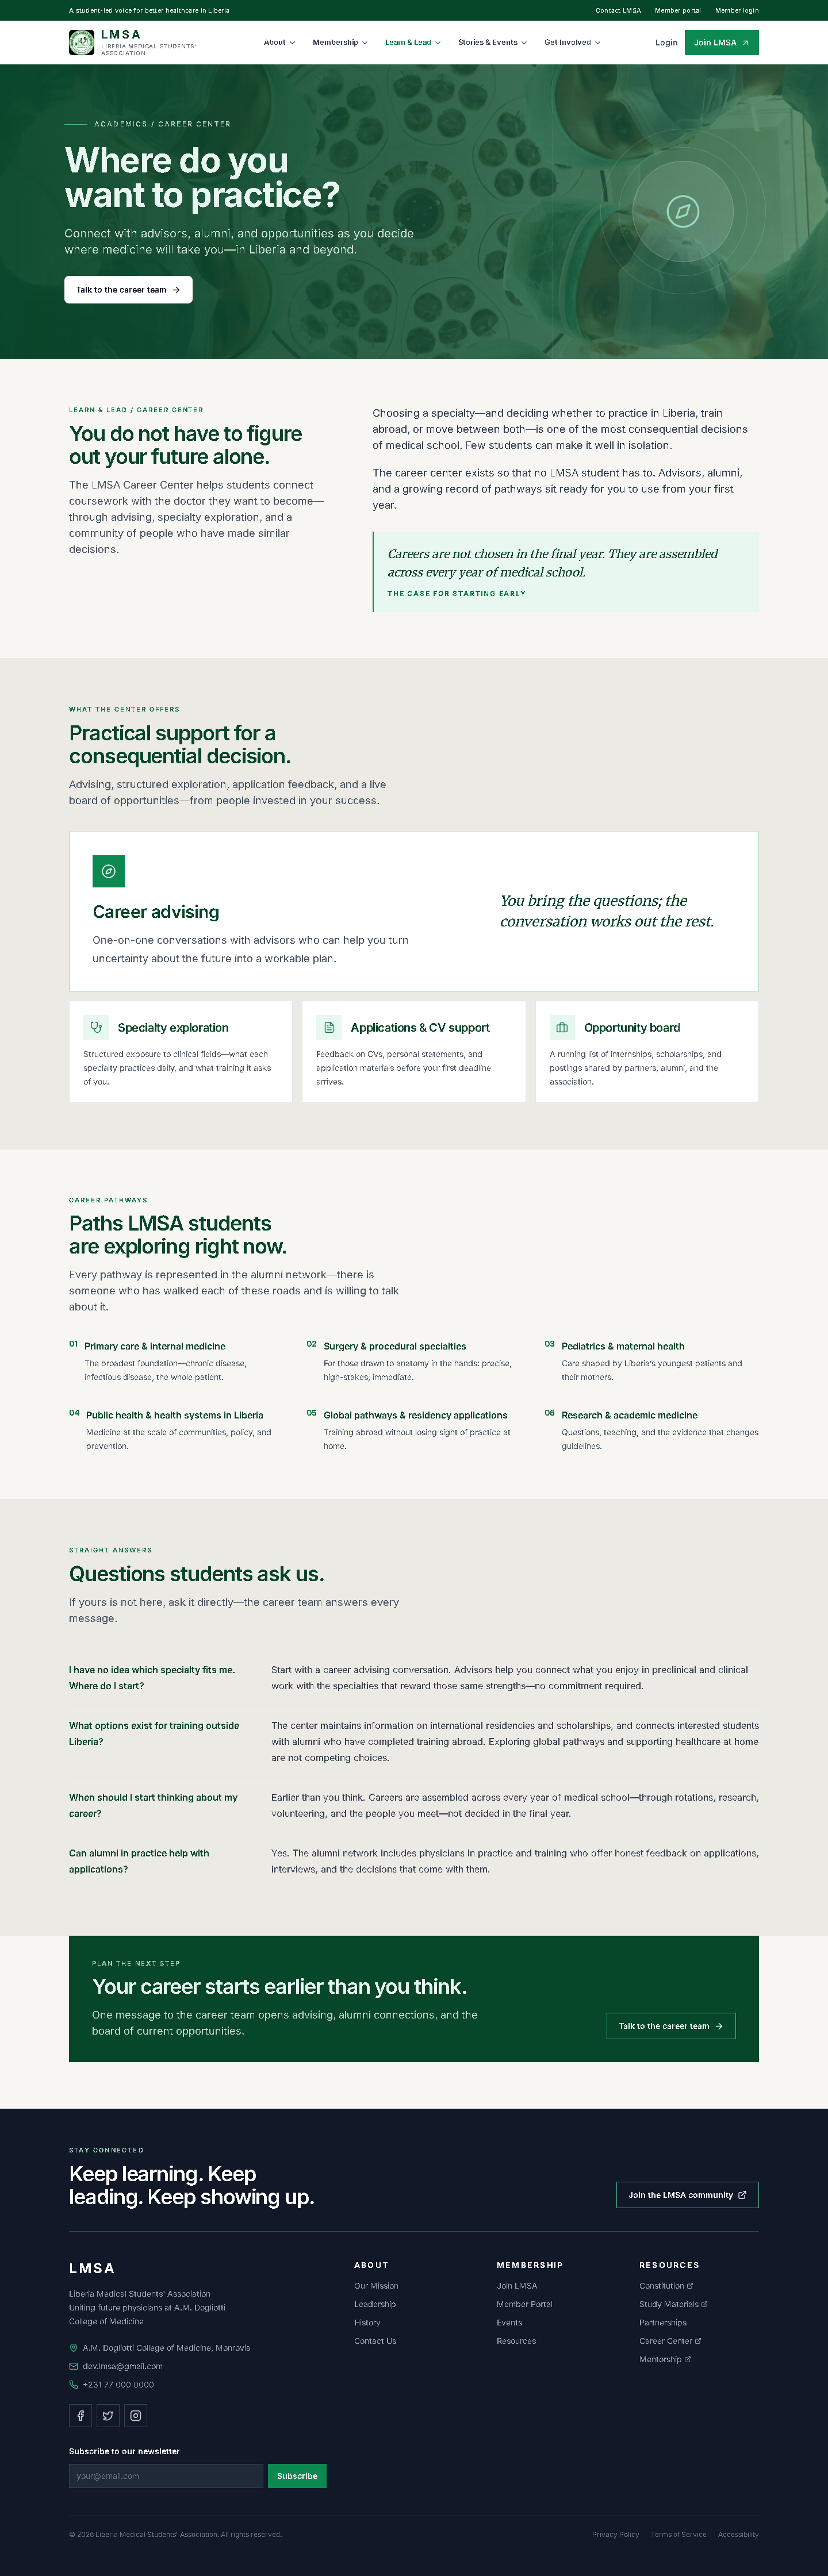 A student-led voice for better healthcare in Liberia
Contact LMSA
Member portal
Member login
LMSA
LIBERIA MEDICAL STUDENTS'
ASSOCIATION
About
Membership
Learn & Lead
Stories & Events
Get Involved
Login
Join LMSA
ACADEMICS / CAREER CENTER
Where do you
want to practice?
Connect with advisors, alumni, and opportunities as you decide
where medicine will take you—in Liberia and beyond.
Talk to the career team
LEARN & LEAD / CAREER CENTER
You do not have to figure
out your future alone.
The LMSA Career Center helps students connect
coursework with the doctor they want to become—
through advising, specialty exploration, and a
community of people who have made similar
decisions.
Choosing a specialty—and deciding whether to practice in Liberia, train
abroad, or move between both—is one of the most consequential decisions
of medical school. Few students can make it well in isolation.
The career center exists so that no LMSA student has to. Advisors, alumni,
and a growing record of pathways sit ready for you to use from your first
year.
Careers are not chosen in the final year. They are assembled
across every year of medical school.
THE CASE FOR STARTING EARLY
WHAT THE CENTER OFFERS
Practical support for a
consequential decision.
Advising, structured exploration, application feedback, and a live
board of opportunities—from people invested in your success.
Career advising
One-on-one conversations with advisors who can help you turn
uncertainty about the future into a workable plan.
You bring the questions; the
conversation works out the rest.
Specialty exploration
Structured exposure to clinical fields—what each
specialty practices daily, and what training it asks
of you.
Applications & CV support
Feedback on CVs, personal statements, and
application materials before your first deadline
arrives.
Opportunity board
A running list of internships, scholarships, and
postings shared by partners, alumni, and the
association.
CAREER PATHWAYS
Paths LMSA students
are exploring right now.
Every pathway is represented in the alumni network—there is
someone who has walked each of these roads and is willing to talk
about it.
01 Primary care & internal medicine
The broadest foundation—chronic disease,
infectious disease, the whole patient.
02 Surgery & procedural specialties
For those drawn to anatomy in the hands: precise,
high-stakes, immediate.
03 Pediatrics & maternal health
Care shaped by Liberia's youngest patients and
their mothers.
04 Public health & health systems in Liberia
Medicine at the scale of communities, policy, and
prevention.
05 Global pathways & residency applications
Training abroad without losing sight of practice at
home.
06 Research & academic medicine
Questions, teaching, and the evidence that changes
guidelines.
STRAIGHT ANSWERS
Questions students ask us.
If yours is not here, ask it directly—the career team answers every
message.
I have no idea which specialty fits me.
Where do I start?
Start with a career advising conversation. Advisors help you connect what you enjoy in preclinical and clinical
work with the specialties that reward those same strengths—no commitment required.
What options exist for training outside
Liberia?
The center maintains information on international residencies and scholarships, and connects interested students
with alumni who have completed training abroad. Exploring global pathways and supporting healthcare at home
are not competing choices.
When should I start thinking about my
career?
Earlier than you think. Careers are assembled across every year of medical school—through rotations, research,
volunteering, and the people you meet—not decided in the final year.
Can alumni in practice help with
applications?
Yes. The alumni network includes physicians in practice and training who offer honest feedback on applications,
interviews, and the decisions that come with them.
PLAN THE NEXT STEP
Your career starts earlier than you think.
One message to the career team opens advising, alumni connections, and the
board of current opportunities.
Talk to the career team
STAY CONNECTED
Keep learning. Keep
leading. Keep showing up.
Join the LMSA community
LMSA
Liberia Medical Students' Association
Uniting future physicians at A.M. Dogliotti
College of Medicine
A.M. Dogliotti College of Medicine, Monrovia
dev.lmsa@gmail.com
+231 77 000 0000
Subscribe to our newsletter
your@email.com
Subscribe
ABOUT
Our Mission
Leadership
History
Contact Us
MEMBERSHIP
Join LMSA
Member Portal
Events
Resources
RESOURCES
Constitution
Study Materials
Partnerships
Career Center
Mentorship
© 2026 Liberia Medical Students' Association. All rights reserved.
Privacy Policy
Terms of Service
Accessibility